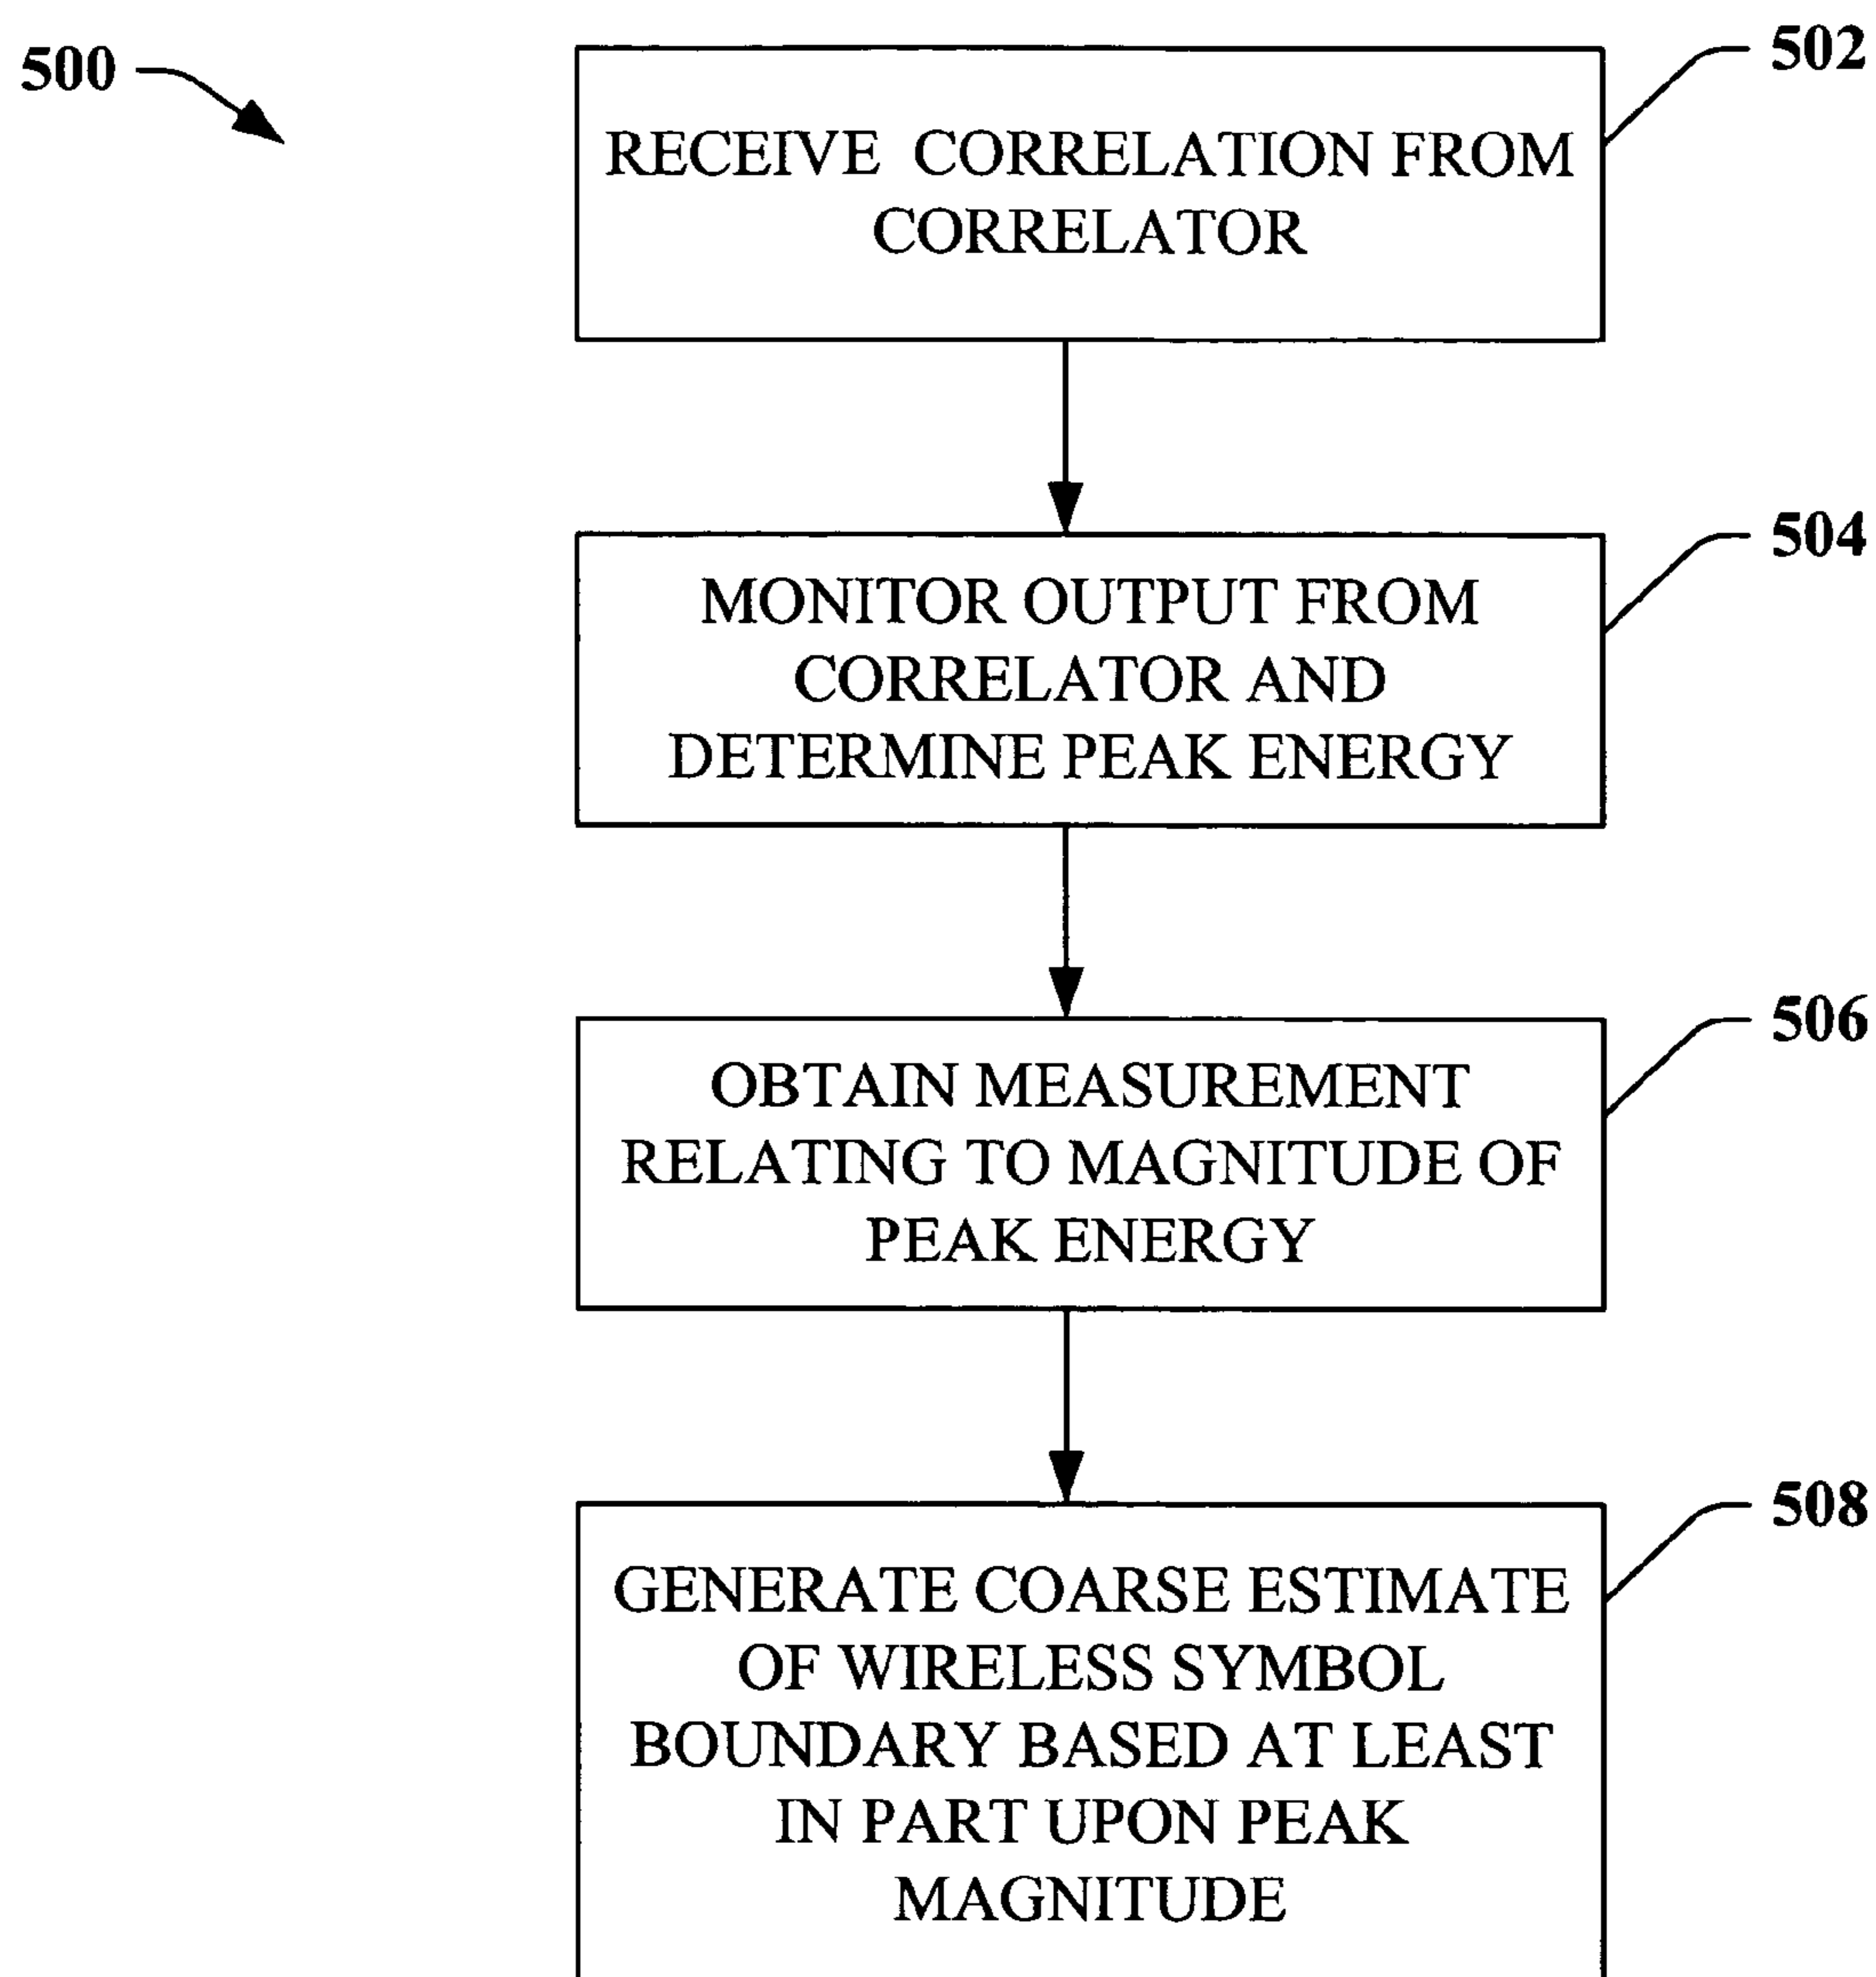 500
502
RECEIVE CORRELATION FROM
CORRELATOR
504
MONITOR OUTPUT FROM
CORRELATOR AND
DETERMINE PEAK ENERGY
506
OBTAIN MEASUREMENT
RELATING TO MAGNITUDE OF
PEAK ENERGY
508
GENERATE COARSE ESTIMATE
OF WIRELESS SYMBOL
BOUNDARY BASED AT LEAST
IN PART UPON PEAK
MAGNITUDE